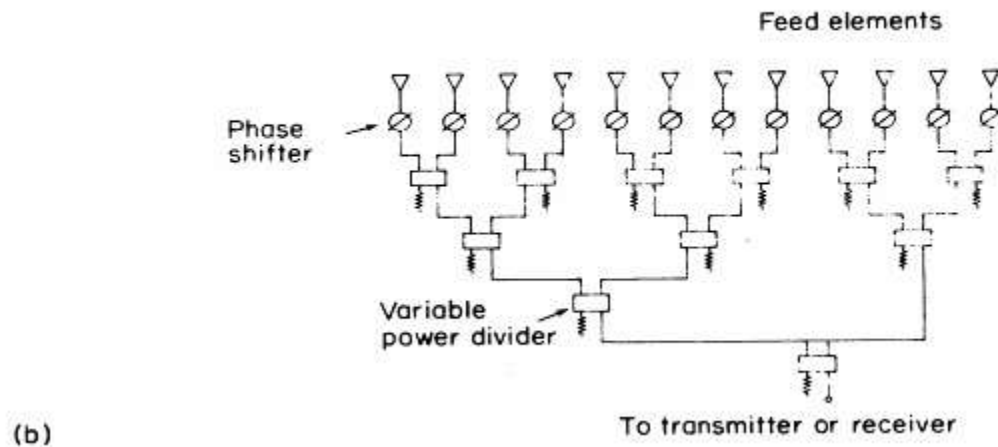 Feed elements
Phase
shifter
Variable
power divider
To transmitter or receiver
(b)